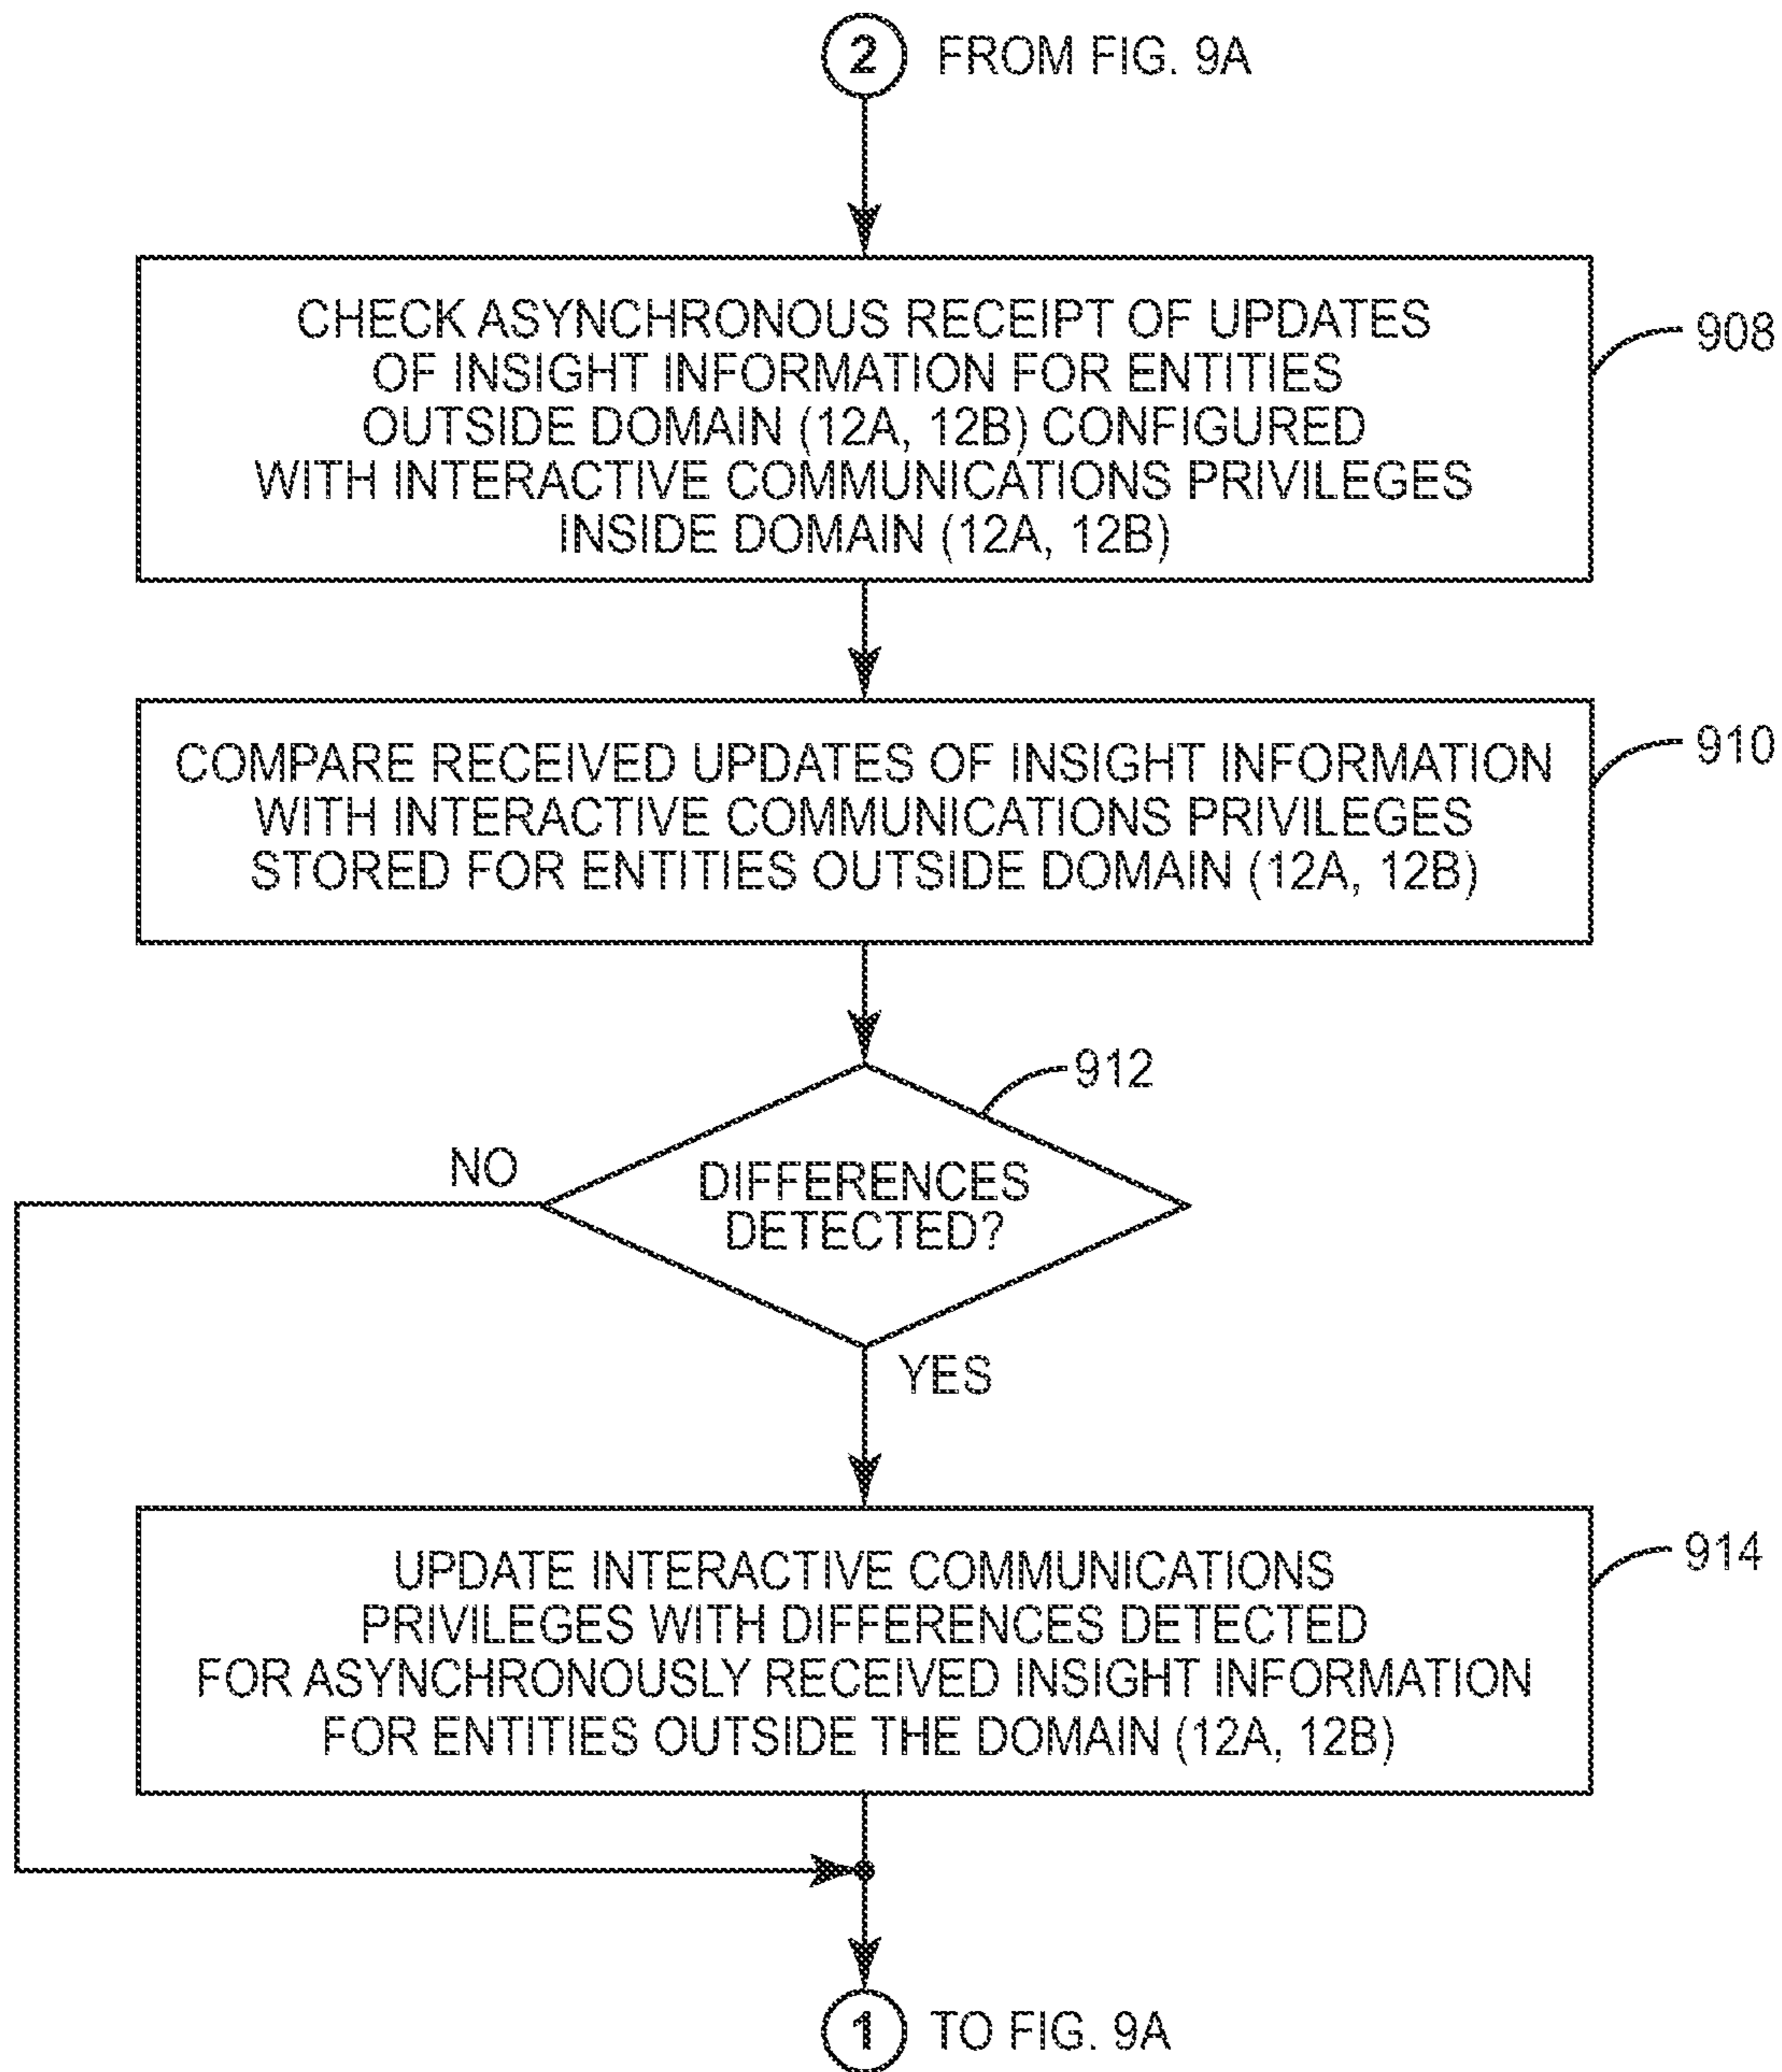 2 FROM FIG. 9A
CHECK ASYNCHRONOUS RECEIPT OF UPDATES
OF INSIGHT INFORMATION FOR ENTITIES
OUTSIDE DOMAIN (12A, 12B) CONFIGURED
WITH INTERACTIVE COMMUNICATIONS PRIVILEGES
INSIDE DOMAIN (12A, 12B)
908
COMPARE RECEIVED UPDATES OF INSIGHT INFORMATION
WITH INTERACTIVE COMMUNICATIONS PRIVILEGES
STORED FOR ENTITIES OUTSIDE DOMAIN (12A, 12B)
910
912
NO
DIFFERENCES
DETECTED?
YES
UPDATE INTERACTIVE COMMUNICATIONS
PRIVILEGES WITH DIFFERENCES DETECTED
FOR ASYNCHRONOUSLY RECEIVED INSIGHT INFORMATION
FOR ENTITIES OUTSIDE THE DOMAIN (12A, 12B)
914
1 TO FIG. 9A